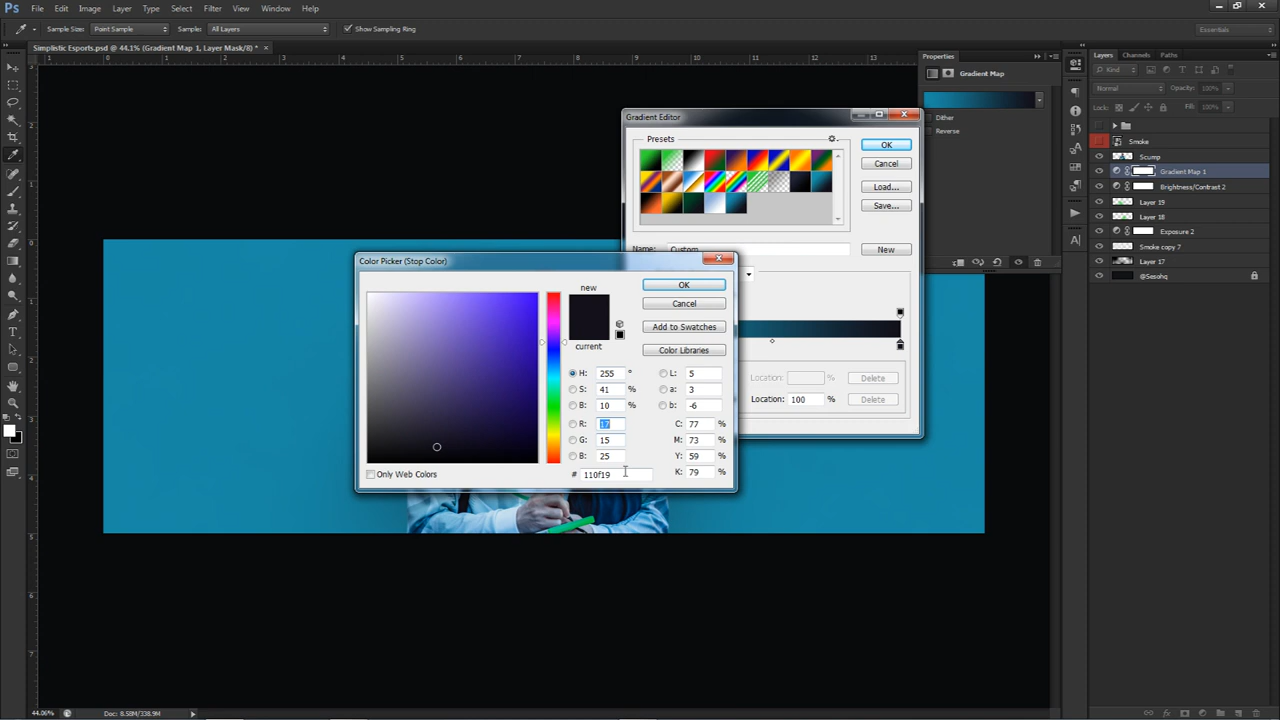 Ps File Edit Image Layer Type Select Filter View Window Help
Sample Size: Point Sample Sample: All Layers Show Sampling Ring Essentials
Simplistic Esports.psd @ 44.1% (Gradient Map 1, Layer Mask/8) * ×
Properties
Gradient Map
Dither
Reverse
Layers Channels Paths
Kind
Normal Opacity: 100%
Lock: Fill: 100%
Smoke
Scump
Gradient Map 1
Brightness/Contrast 2
Layer 19
Layer 18
Exposure 2
Smoke copy 7
Layer 17
@Sesohq
Gradient Editor
Presets
OK
Cancel
Load...
Save...
Name: Custom New
Location: % Delete
Location: 100 % Delete
Color Picker (Stop Color)
new
current
OK
Cancel
Add to Swatches
Color Libraries
H: 255 ° L: 5
S: 41 % a: 3
B: 10 % b: -6
R: 17 C: 77 %
G: 15 M: 73 %
B: 25 Y: 59 %
# 110f19 K: 79 %
Only Web Colors
44.06% Doc: 8.58M/338.9M